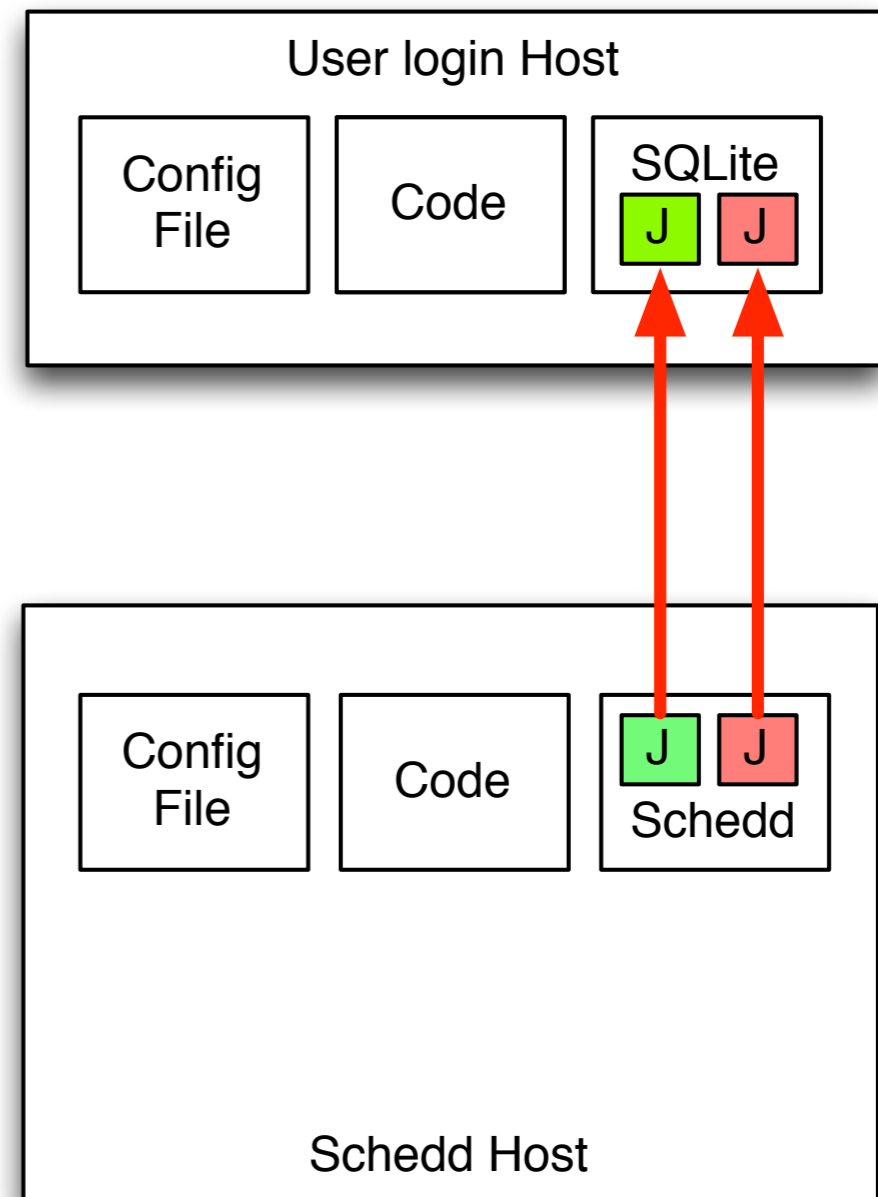 User login Host
Config
File
Code
SQLite
J
J
Config
File
Code
J
J
Schedd
Schedd Host